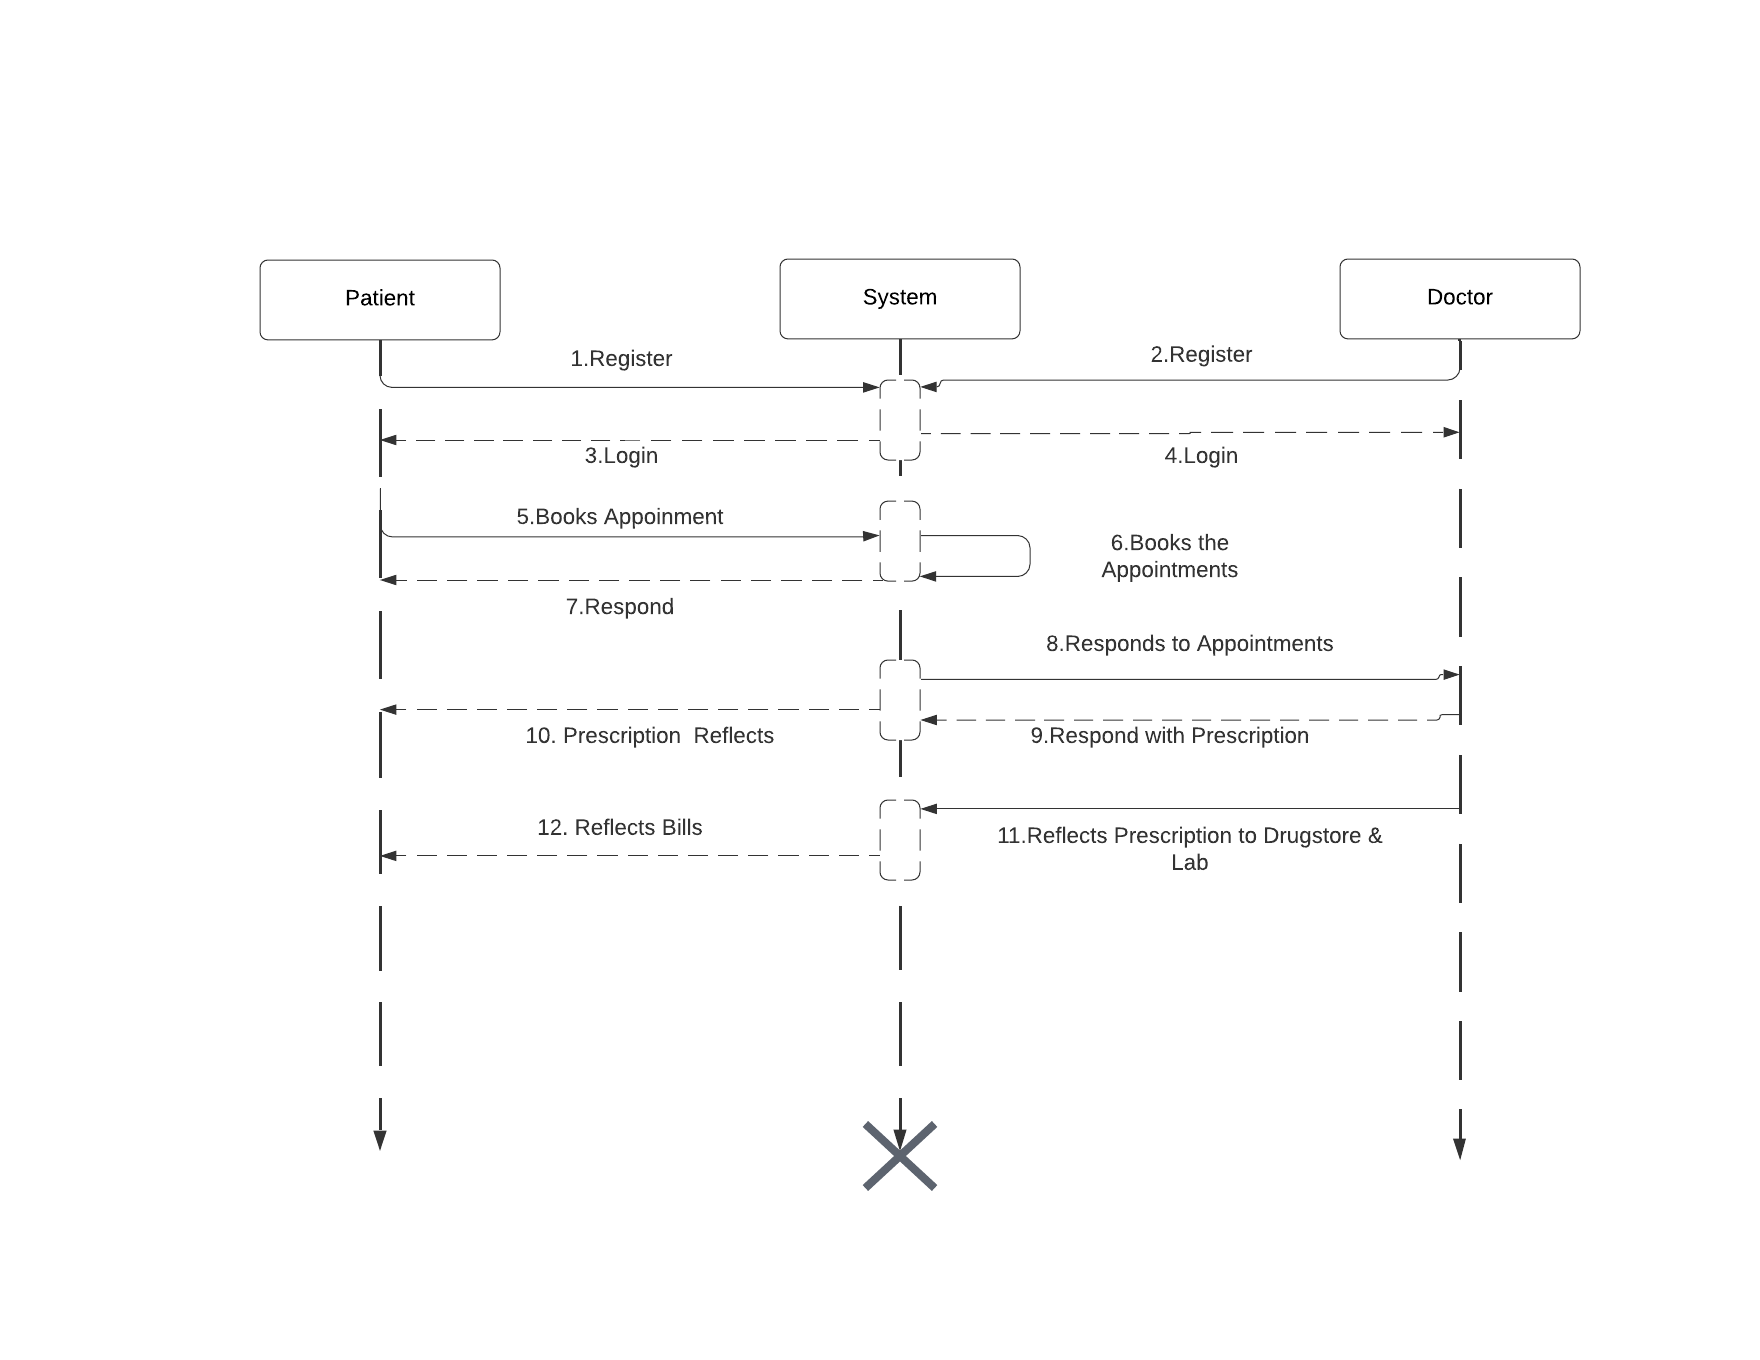 Patient
System
Doctor
1.Register
2.Register
3.Login
4.Login
5.Books Appoinment
6.Books the
Appointments
7.Respond
8.Responds to Appointments
10. Prescription  Reflects
9.Respond with Prescription
12. Reflects Bills
11.Reflects Prescription to Drugstore &
Lab